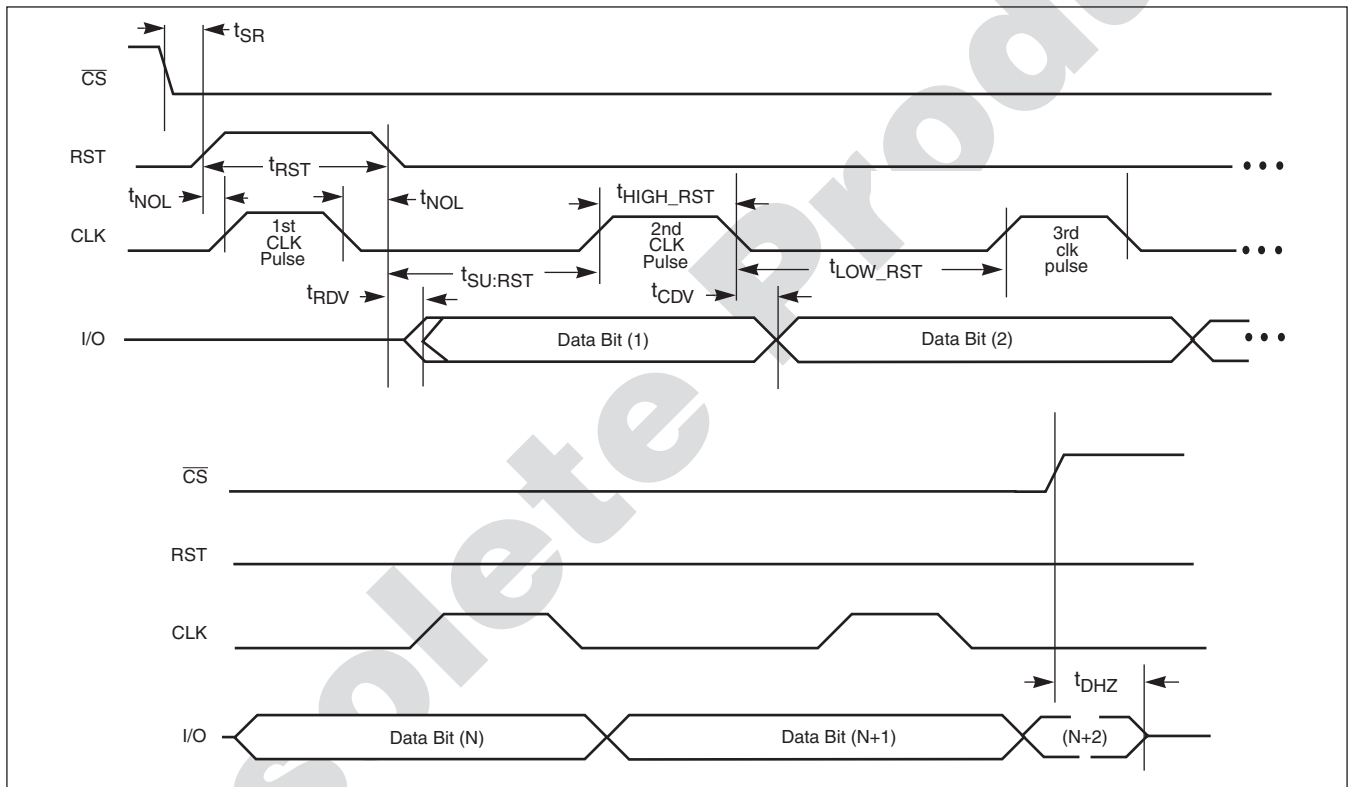 tSR
CS
RST
tRST
tNOL
tNOL
tHIGH_RST
CLK
1st
CLK
Pulse
2nd
CLK
Pulse
3rd
clk
pulse
tSU:RST
tLOW_RST
tRDV
tCDV
I/O
Data Bit (1)
Data Bit (2)
CS
RST
CLK
tDHZ
I/O
Data Bit (N)
Data Bit (N+1)
(N+2)
solete Produ